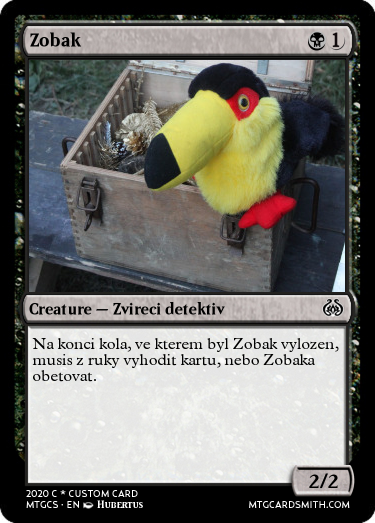 Zobak 1
Creature — Zvireci detektiv
Na konci kola, ve kterem byl Zobak vylozen,
musis z ruky vyhodit kartu, nebo Zobaka
obetovat.
2/2
2020 C * CUSTOM CARD
MTGCS · EN HUBERTUS
MTGCARDSMITH.COM